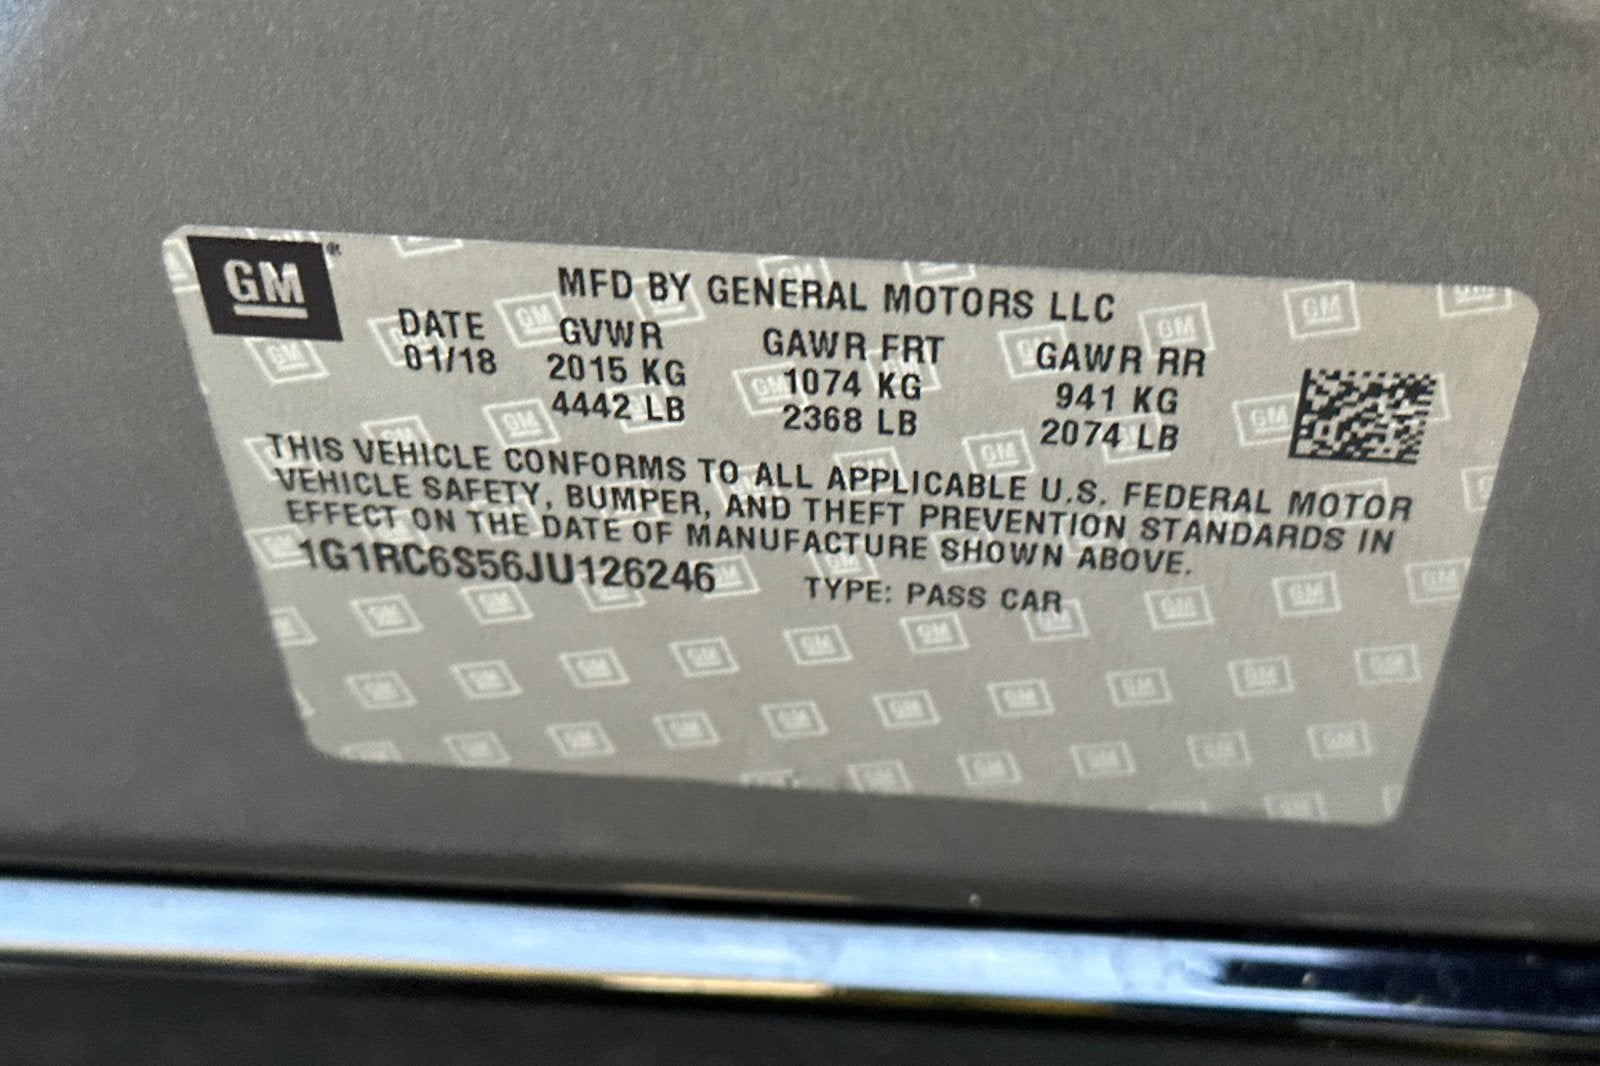 GM®
MFD BY GENERAL MOTORS LLC
DATE GVWR GAWR FRT GAWR RR
01/18 2015 KG 1074 KG 941 KG
4442 LB 2368 LB 2074 LB
THIS VEHICLE CONFORMS TO ALL APPLICABLE U.S. FEDERAL MOTOR
VEHICLE SAFETY, BUMPER, AND THEFT PREVENTION STANDARDS IN
EFFECT ON THE DATE OF MANUFACTURE SHOWN ABOVE.
1G1RC6S56JU126246 TYPE: PASS CAR